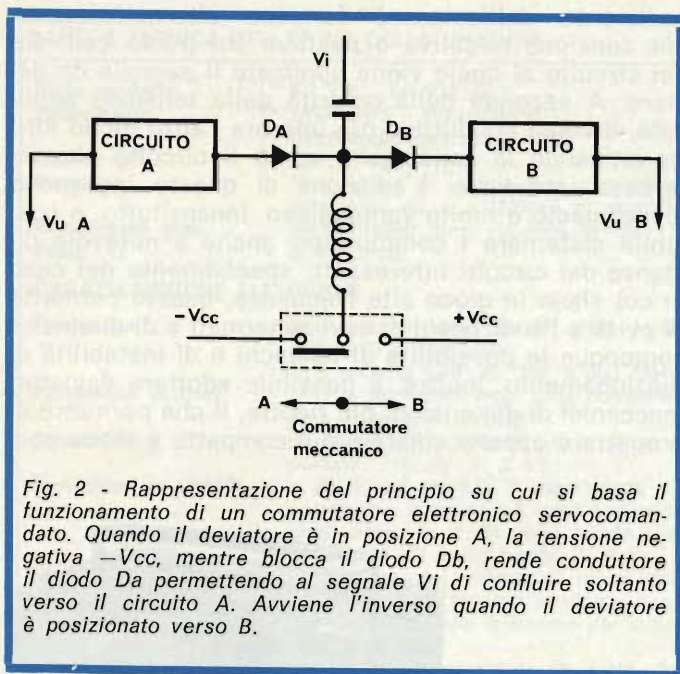 Vi
DA
DB
CIRCUITO
A
CIRCUITO
B
Vu A
Vu B
-Vcc
+Vcc
A
B
Commutatore
meccanico
Fig. 2 - Rappresentazione del principio su cui si basa il
funzionamento di un commutatore elettronico servocoman-
dato. Quando il deviatore è in posizione A, la tensione ne-
gativa —Vcc, mentre blocca il diodo Db, rende conduttore
il diodo Da permettendo al segnale Vi di confluire soltanto
verso il circuito A. Avviene l'inverso quando il deviatore
è posizionato verso B.